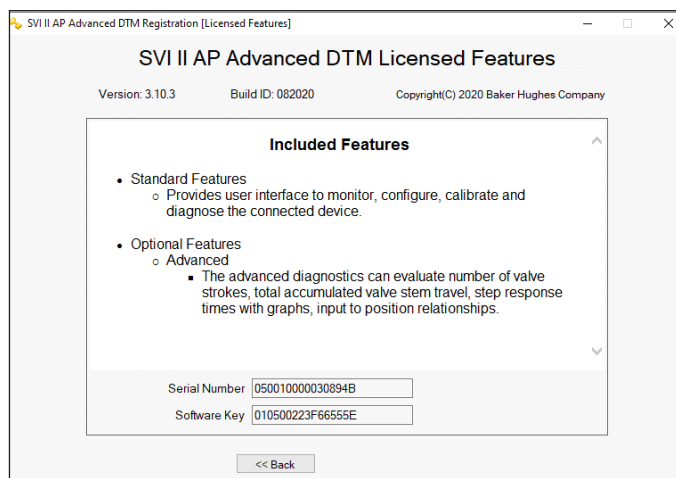 SVI II AP Advanced DTM Registration [Licensed Features]
SVI II AP Advanced DTM Licensed Features
Version: 3.10.3 Build ID: 082020 Copyright(C) 2020 Baker Hughes Company
Included Features
• Standard Features
o Provides user interface to monitor, configure, calibrate and
diagnose the connected device.
• Optional Features
o Advanced
▪ The advanced diagnostics can evaluate number of valve
strokes, total accumulated valve stem travel, step response
times with graphs, input to position relationships.
Serial Number 050010000030894B
Software Key 010500223F66555E
<< Back